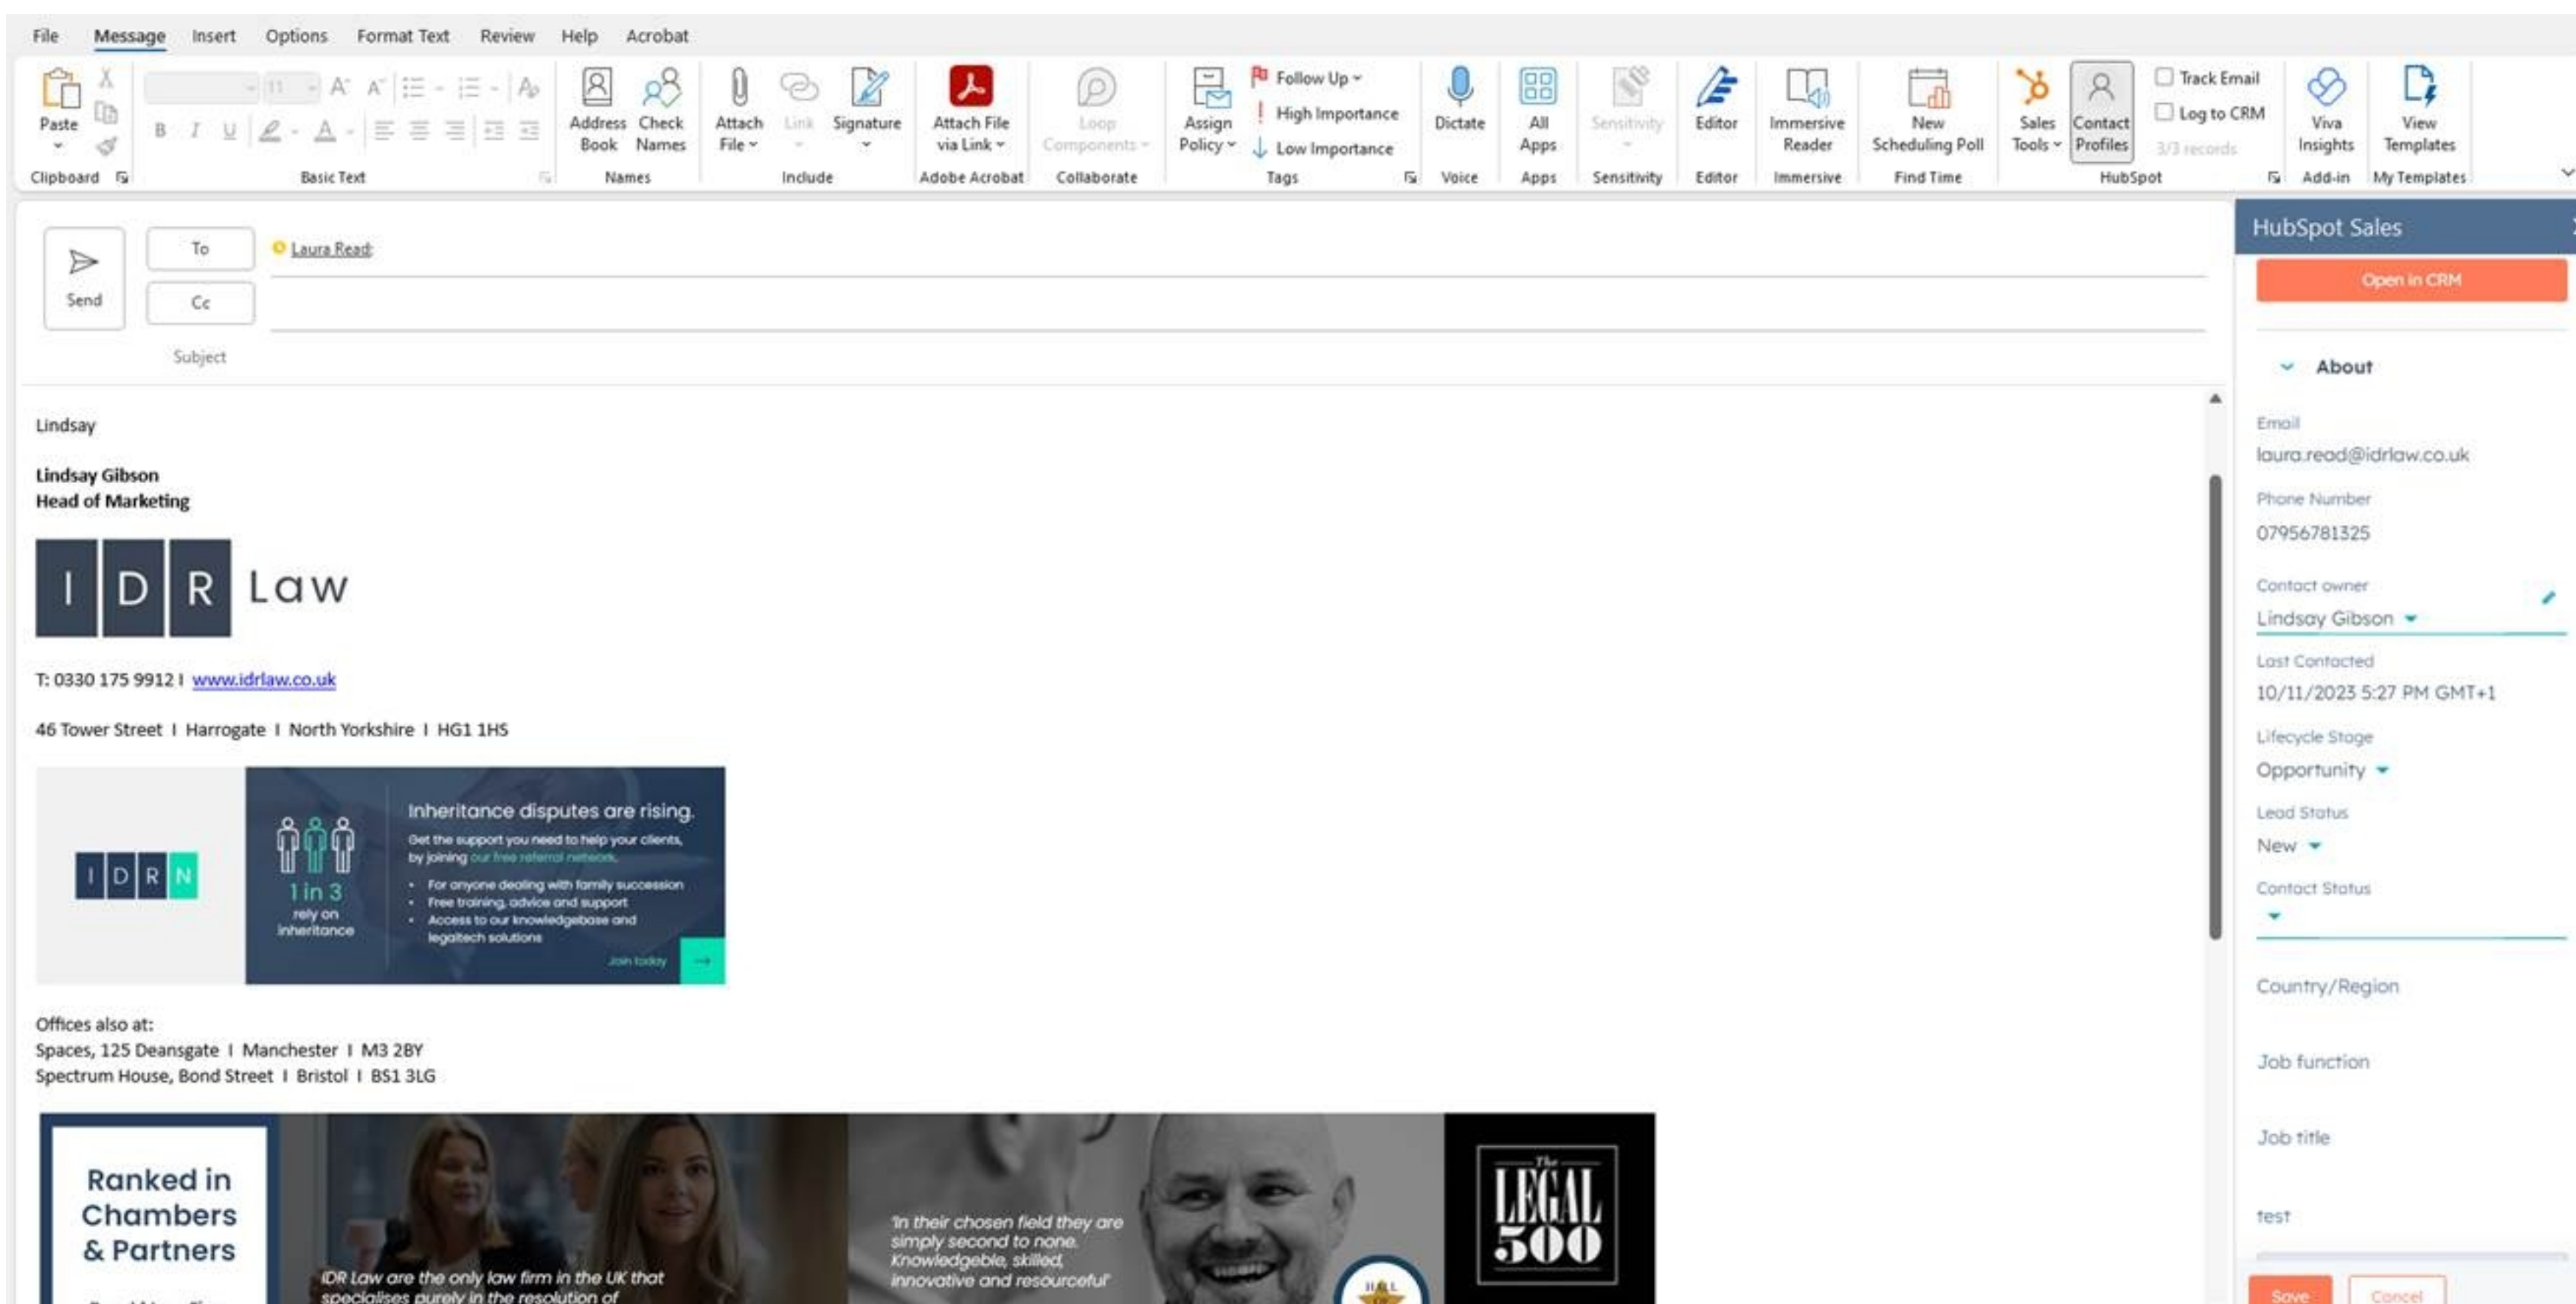 File Message Insert Options Format Text Review Help Acrobat
Paste
Clipboard
11
B I U
Basic Text
Address Book
Check Names
Names
Attach File
Link
Signature
Include
Attach File via Link
Adobe Acrobat
Loop Components
Collaborate
Assign Policy
Follow Up
High Importance
Low Importance
Tags
Dictate
Voice
All Apps
Apps
Sensitivity
Sensitivity
Editor
Editor
Immersive Reader
Immersive
New Scheduling Poll
Find Time
Sales Tools
Contact Profiles
Track Email
Log to CRM
3/3 records
HubSpot
Viva Insights
Add-in
View Templates
My Templates
Send
To
Laura Read;
Cc
Subject
Lindsay
Lindsay Gibson
Head of Marketing
IDR Law
T: 0330 175 9912 I www.idrlaw.co.uk
46 Tower Street I Harrogate I North Yorkshire I HG1 1HS
IDRN
1 in 3
rely on
inheritance
Inheritance disputes are rising.
Get the support you need to help your clients,
by joining our free referral network.
• For anyone dealing with family succession
• Free training, advice and support
• Access to our knowledgebase and
legaltech solutions
Join today
Offices also at:
Spaces, 125 Deansgate I Manchester I M3 2BY
Spectrum House, Bond Street I Bristol I BS1 3LG
Ranked in
Chambers
& Partners
IDR Law are the only law firm in the UK that
specialises purely in the resolution of
'In their chosen field they are
simply second to none.
Knowledgeble, skilled,
innovative and resourceful'
HALL
The
LEGAL
500
HubSpot Sales
Open in CRM
About
Email
laura.read@idrlaw.co.uk
Phone Number
07956781325
Contact owner
Lindsay Gibson
Last Contacted
10/11/2023 5:27 PM GMT+1
Lifecycle Stage
Opportunity
Lead Status
New
Contact Status
Country/Region
Job function
Job title
test
Save
Cancel